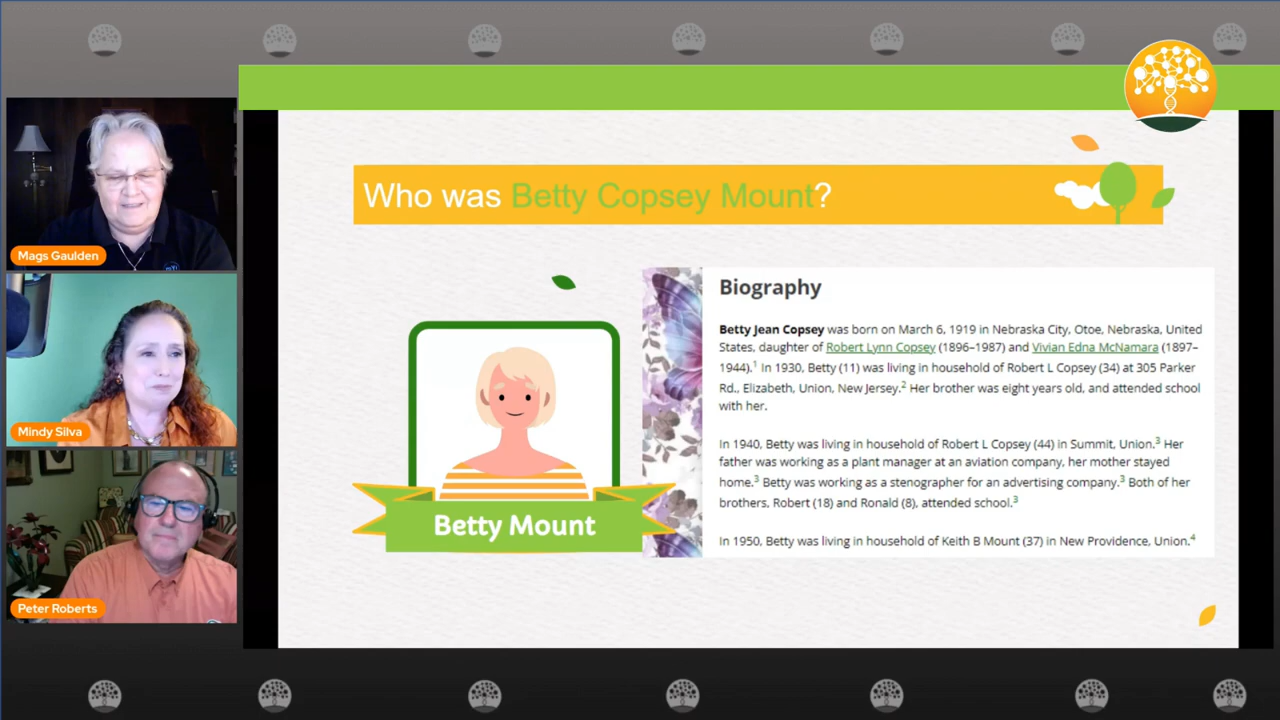 Mags Gaulden
Mindy Silva
Peter Roberts
Who was Betty Copsey Mount?
Betty Mount
Biography
Betty Jean Copsey was born on March 6, 1919 in Nebraska City, Otoe, Nebraska, United
States, daughter of Robert Lynn Copsey (1896–1987) and Vivian Edna McNamara (1897–
1944).1 In 1930, Betty (11) was living in household of Robert L Copsey (34) at 305 Parker
Rd., Elizabeth, Union, New Jersey.2 Her brother was eight years old, and attended school
with her.
In 1940, Betty was living in household of Robert L Copsey (44) in Summit, Union.3 Her
father was working as a plant manager at an aviation company, her mother stayed
home.3 Betty was working as a stenographer for an advertising company.3 Both of her
brothers, Robert (18) and Ronald (8), attended school.3
In 1950, Betty was living in household of Keith B Mount (37) in New Providence, Union.4